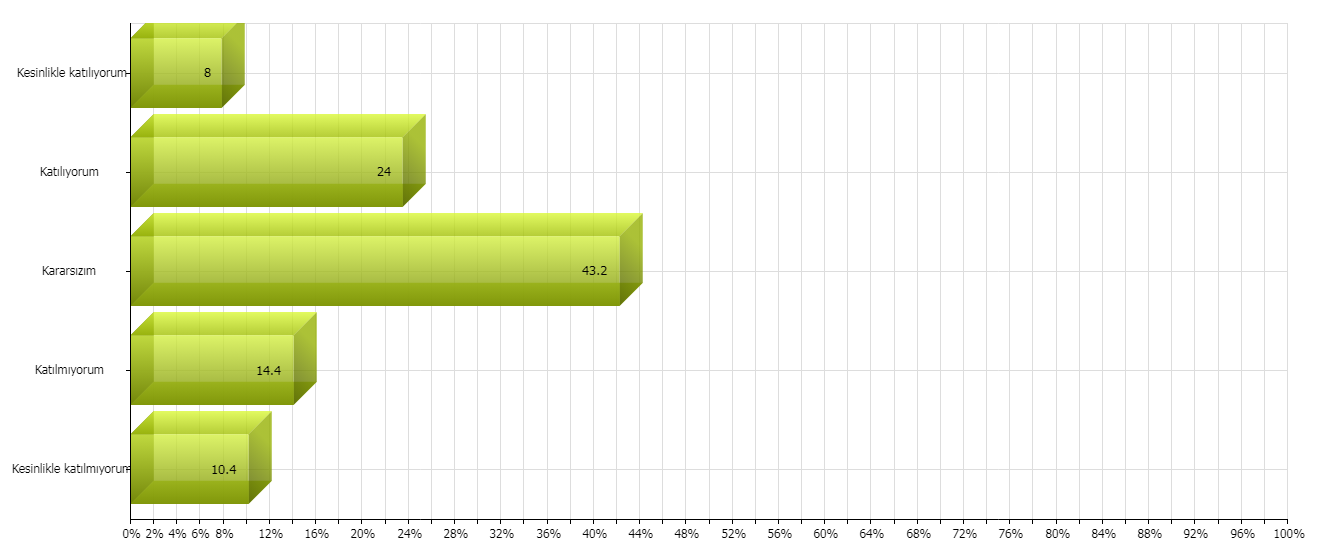 Kesinlikle katılıyorum
8
Katılıyorum
24
Kararsızım
43.2
Katılmıyorum
14.4
Kesinlikle katılmıyorum
10.4
0% 2% 4% 6% 8% 12% 16% 20% 24% 28% 32% 36% 40% 44% 48% 52% 56% 60% 64% 68% 72% 76% 80% 84% 88% 92% 96% 100%